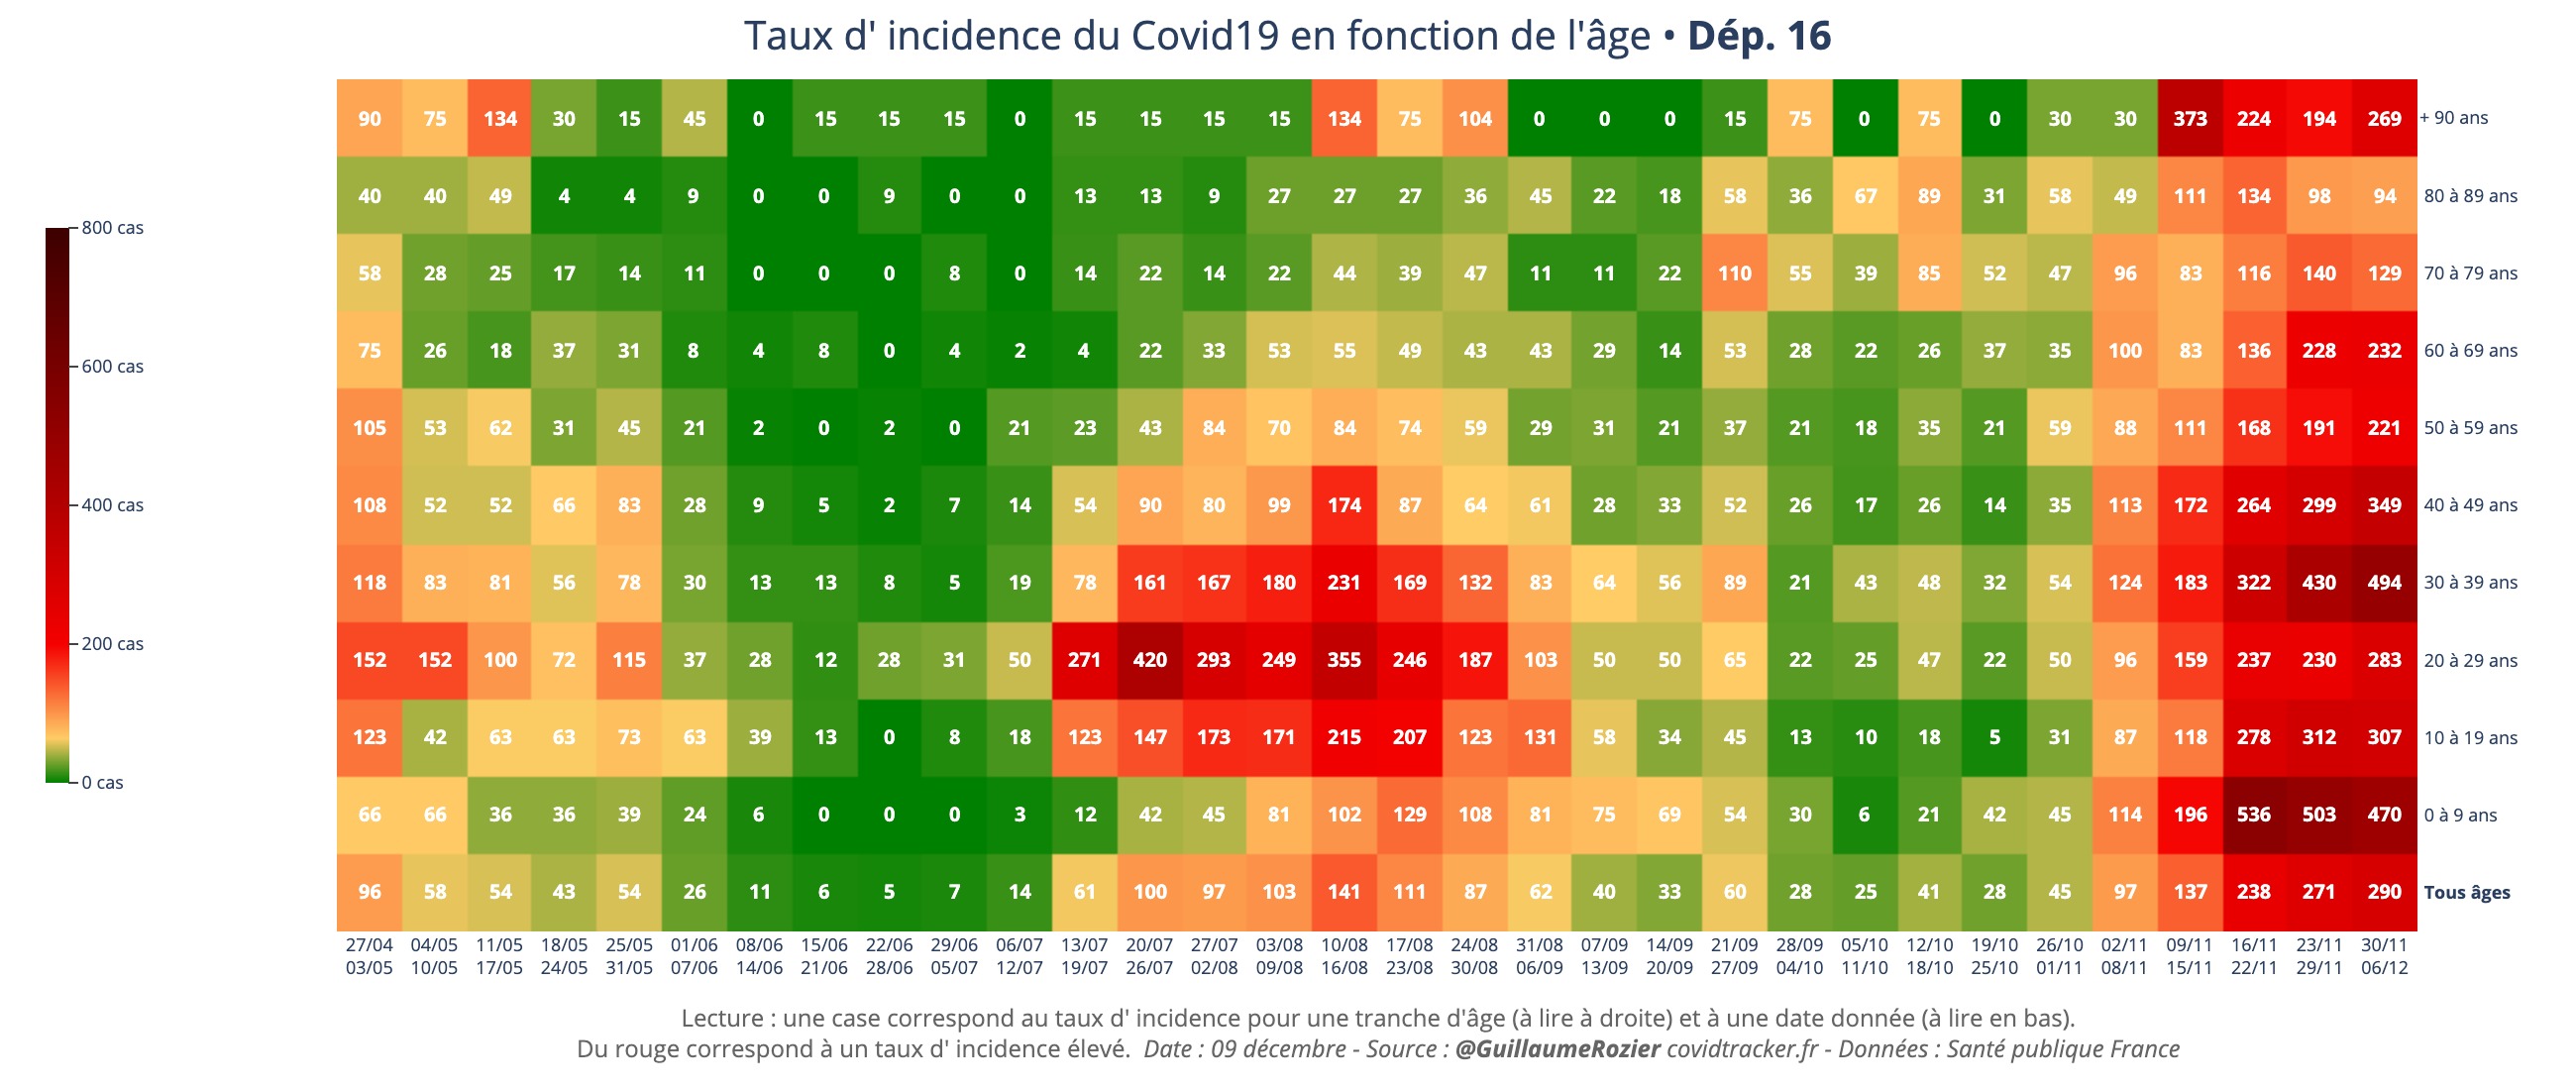 Taux d' incidence du Covid19 en fonction de l'âge • Dép. 16
90 75 134 30 15 45 0 15 15 15 0 15 15 15 15 134 75 104 0 0 0 15 75 0 75 0 30 30 373 224 194 269 + 90 ans
40 40 49 4 4 9 0 0 9 0 0 13 13 9 27 27 27 36 45 22 18 58 36 67 89 31 58 49 111 134 98 94 80 à 89 ans
800 cas
58 28 25 17 14 11 0 0 0 8 0 14 22 14 22 44 39 47 11 11 22 110 55 39 85 52 47 96 83 116 140 129 70 à 79 ans
75 26 18 37 31 8 4 8 0 4 2 4 22 33 53 55 49 43 43 29 14 53 28 22 26 37 35 100 83 136 228 232 60 à 69 ans
600 cas
105 53 62 31 45 21 2 0 2 0 21 23 43 84 70 84 74 59 29 31 21 37 21 18 35 21 59 88 111 168 191 221 50 à 59 ans
400 cas
108 52 52 66 83 28 9 5 2 7 14 54 90 80 99 174 87 64 61 28 33 52 26 17 26 14 35 113 172 264 299 349 40 à 49 ans
118 83 81 56 78 30 13 13 8 5 19 78 161 167 180 231 169 132 83 64 56 89 21 43 48 32 54 124 183 322 430 494 30 à 39 ans
200 cas
152 152 100 72 115 37 28 12 28 31 50 271 420 293 249 355 246 187 103 50 50 65 22 25 47 22 50 96 159 237 230 283 20 à 29 ans
123 42 63 63 73 63 39 13 0 8 18 123 147 173 171 215 207 123 131 58 34 45 13 10 18 5 31 87 118 278 312 307 10 à 19 ans
0 cas
66 66 36 36 39 24 6 0 0 0 3 12 42 45 81 102 129 108 81 75 69 54 30 6 21 42 45 114 196 536 503 470 0 à 9 ans
96 58 54 43 54 26 11 6 5 7 14 61 100 97 103 141 111 87 62 40 33 60 28 25 41 28 45 97 137 238 271 290 Tous âges
27/04 04/05 11/05 18/05 25/05 01/06 08/06 15/06 22/06 29/06 06/07 13/07 20/07 27/07 03/08 10/08 17/08 24/08 31/08 07/09 14/09 21/09 28/09 05/10 12/10 19/10 26/10 02/11 09/11 16/11 23/11 30/11
03/05 10/05 17/05 24/05 31/05 07/06 14/06 21/06 28/06 05/07 12/07 19/07 26/07 02/08 09/08 16/08 23/08 30/08 06/09 13/09 20/09 27/09 04/10 11/10 18/10 25/10 01/11 08/11 15/11 22/11 29/11 06/12
Lecture : une case correspond au taux d' incidence pour une tranche d'âge (à lire à droite) et à une date donnée (à lire en bas).
Du rouge correspond à un taux d' incidence élevé. Date : 09 décembre - Source : @GuillaumeRozier covidtracker.fr - Données : Santé publique France